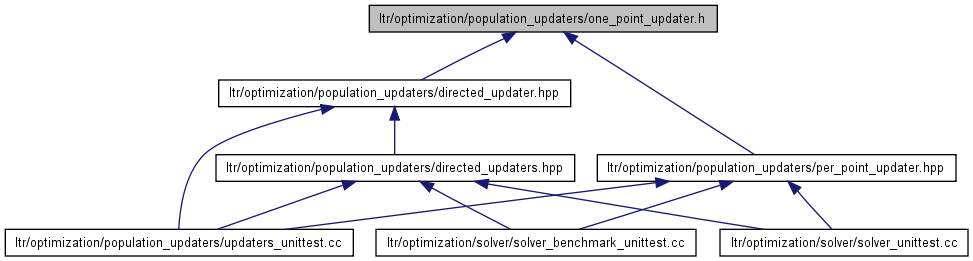 ltr/optimization/population_updaters/one_point_updater.h
ltr/optimization/population_updaters/directed_updater.hpp
ltr/optimization/population_updaters/directed_updaters.hpp
ltr/optimization/population_updaters/per_point_updater.hpp
ltr/optimization/population_updaters/updaters_unittest.cc
ltr/optimization/solver/solver_benchmark_unittest.cc
ltr/optimization/solver/solver_unittest.cc